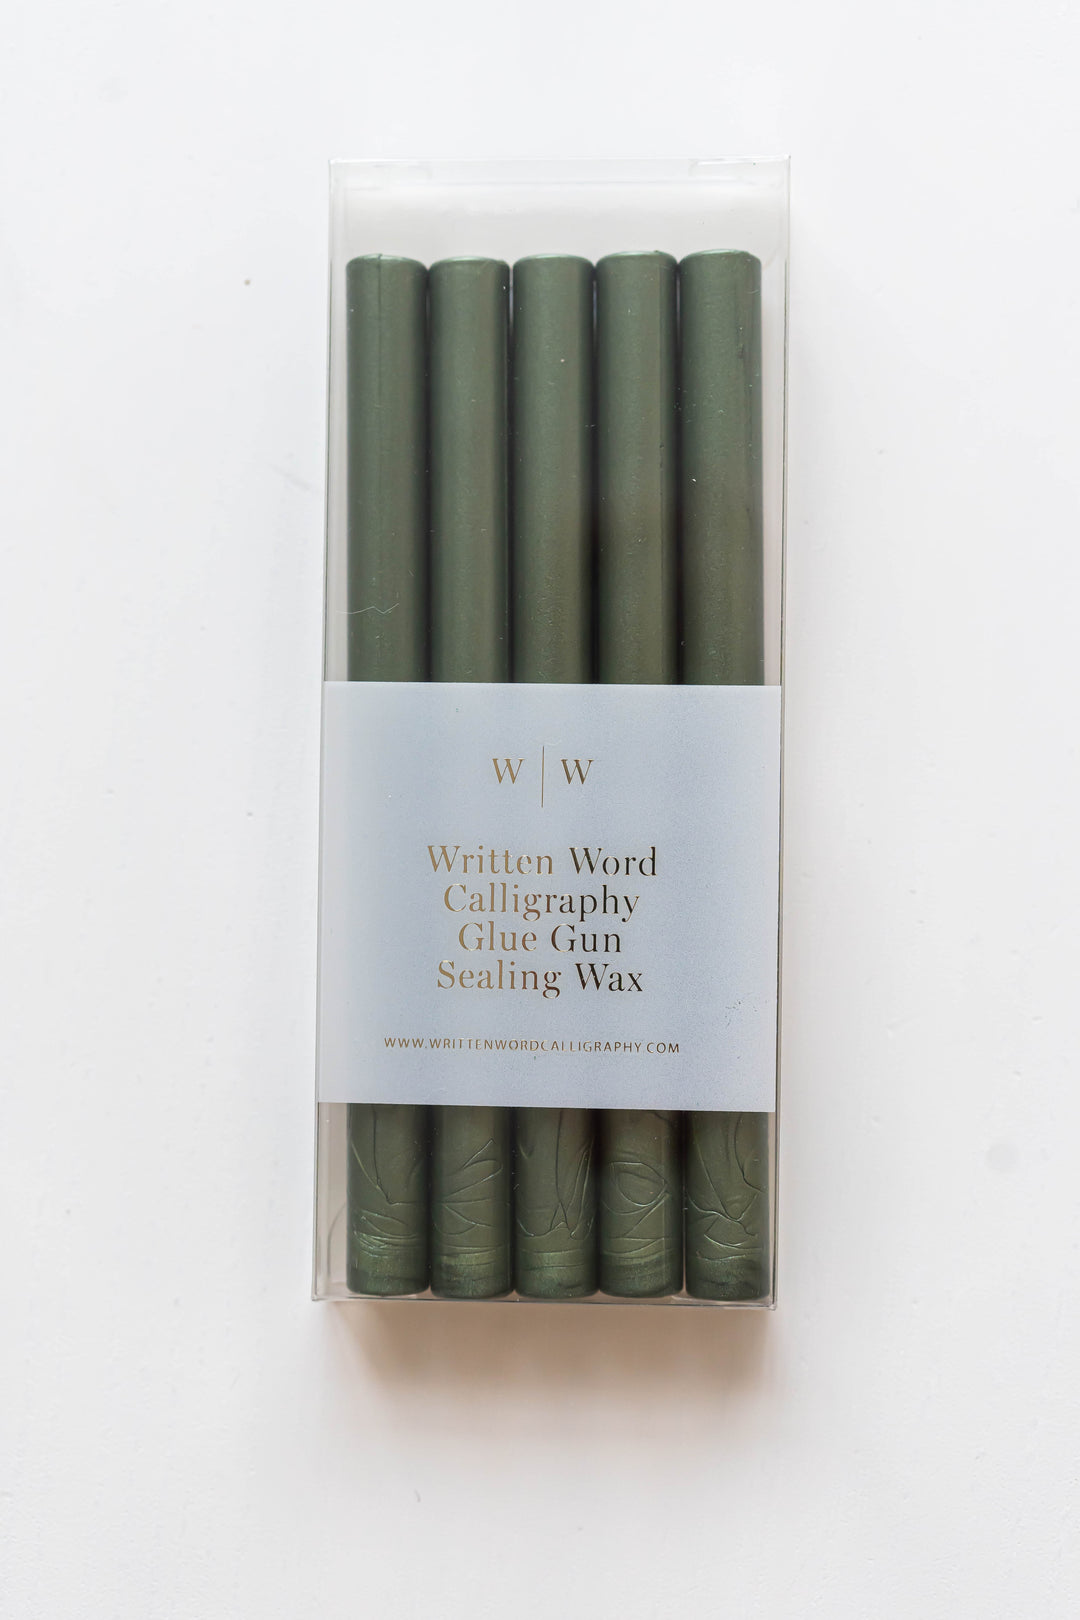 W | W
Written Word
Calligraphy
Glue Gun
Sealing Wax
WWW.WRITTENWORDCALLIGRAPHY.COM